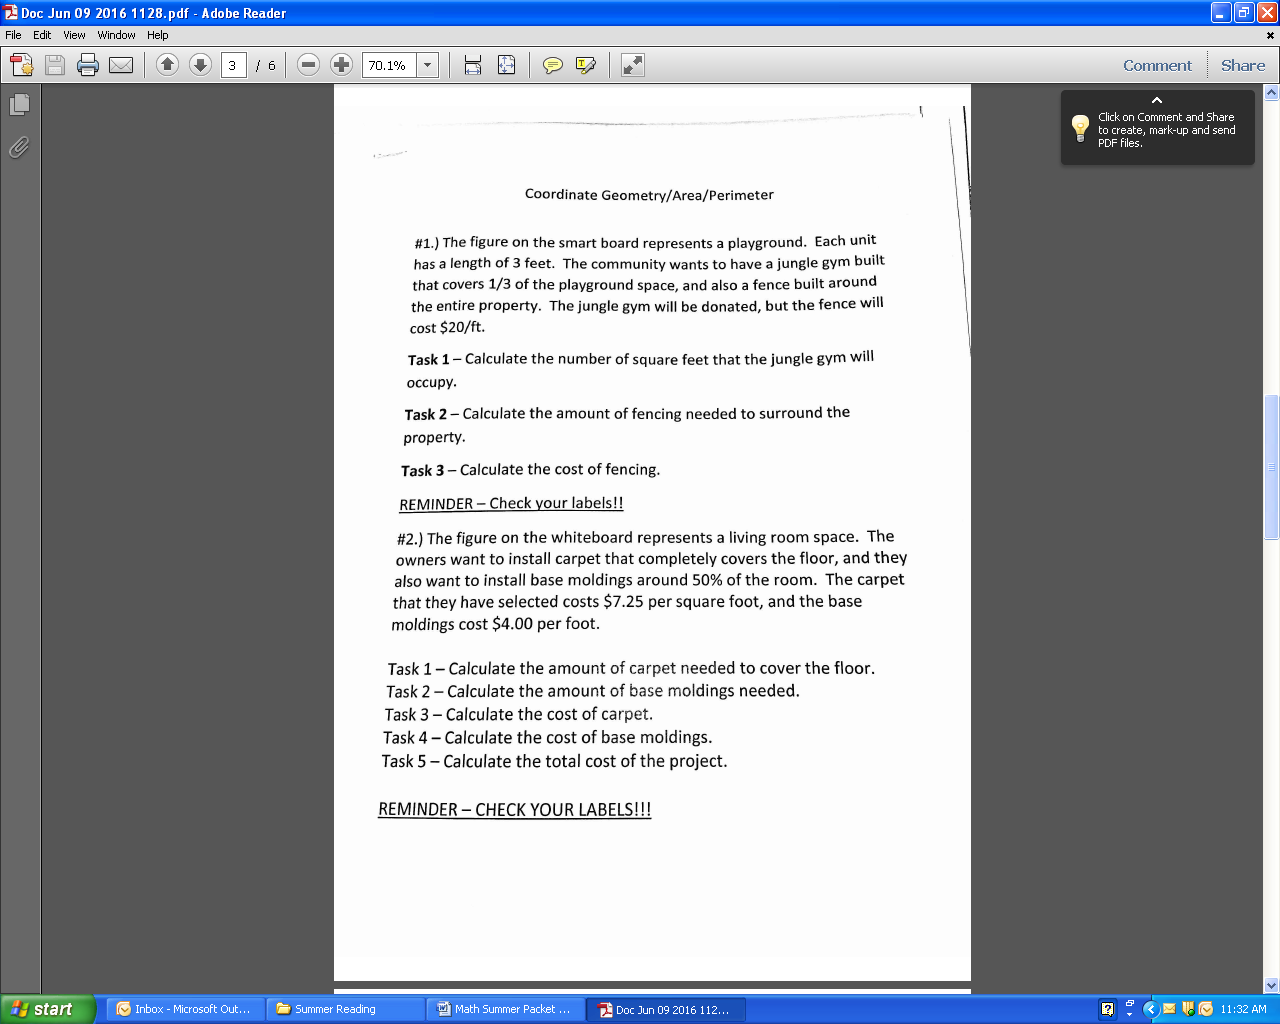 Doc Jun 09 2016 1128.pdf - Adobe Reader
File Edit View Window Help
3 / 6 70.1% Comment Share
Click on Comment and Share
to create, mark-up and send
PDF files.
Coordinate Geometry/Area/Perimeter
#1.) The figure on the smart board represents a playground. Each unit
has a length of 3 feet. The community wants to have a jungle gym built
that covers 1/3 of the playground space, and also a fence built around
the entire property. The jungle gym will be donated, but the fence will
cost $20/ft.
Task 1 – Calculate the number of square feet that the jungle gym will
occupy.
Task 2 – Calculate the amount of fencing needed to surround the
property.
Task 3 – Calculate the cost of fencing.
REMINDER – Check your labels!!
#2.) The figure on the whiteboard represents a living room space. The
owners want to install carpet that completely covers the floor, and they
also want to install base moldings around 50% of the room. The carpet
that they have selected costs $7.25 per square foot, and the base
moldings cost $4.00 per foot.
Task 1 – Calculate the amount of carpet needed to cover the floor.
Task 2 – Calculate the amount of base moldings needed.
Task 3 – Calculate the cost of carpet.
Task 4 – Calculate the cost of base moldings.
Task 5 – Calculate the total cost of the project.
REMINDER – CHECK YOUR LABELS!!!
start Inbox - Microsoft Out... Summer Reading Math Summer Packet ... Doc Jun 09 2016 112... 11:32 AM